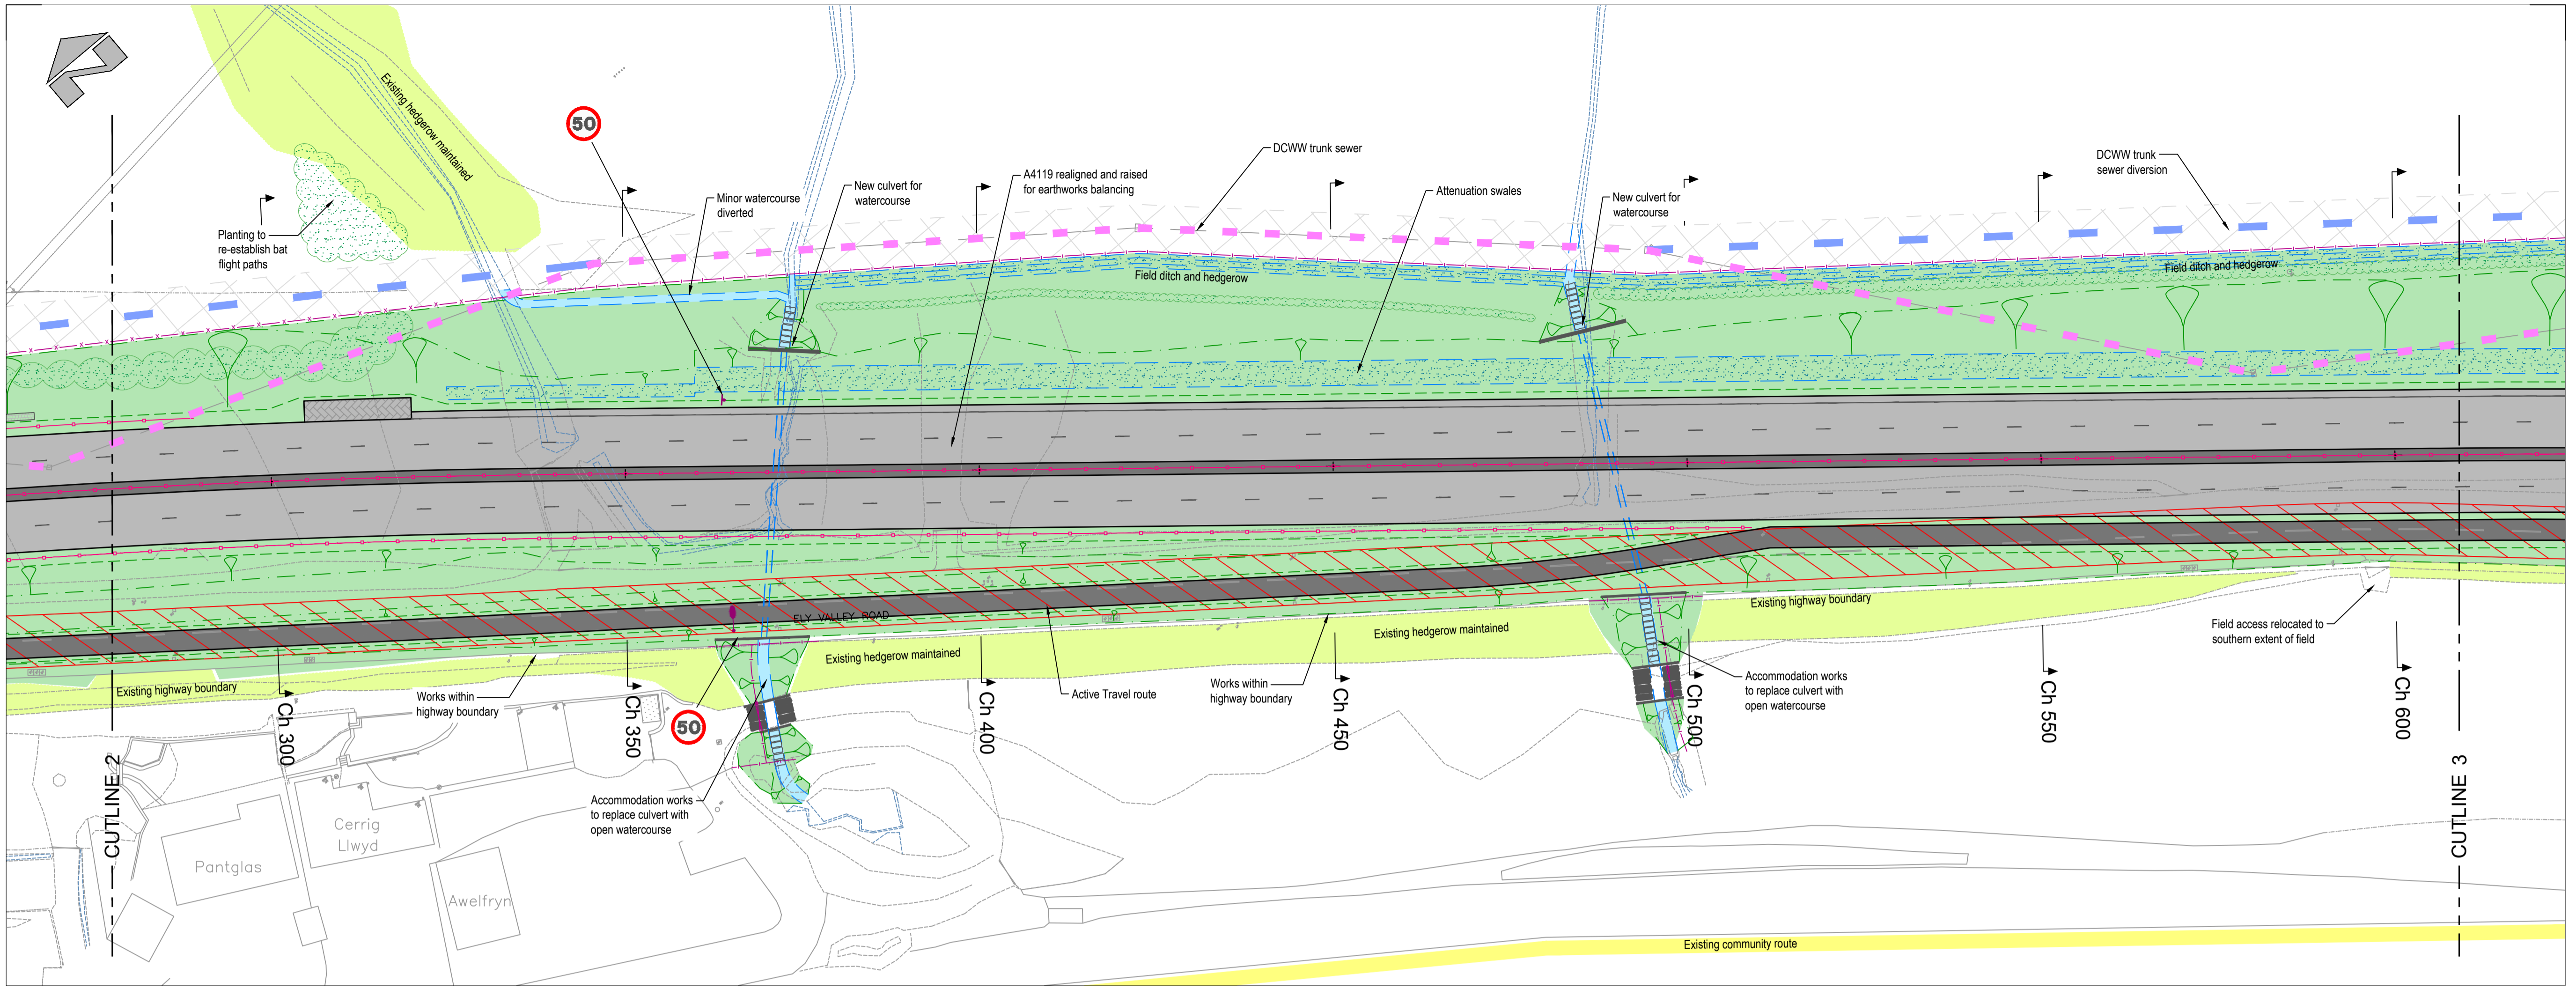 Existing hedgerow maintained
50
DCWW trunk sewer
DCWW trunk
sewer diversion
A4119 realigned and raised
for earthworks balancing
New culvert for
watercourse
Minor watercourse
diverted
Attenuation swales
New culvert for
watercourse
Planting to
re-establish bat
flight paths
Field ditch and hedgerow
Field ditch and hedgerow
ELY VALLEY ROAD
Existing highway boundary
Existing hedgerow maintained
Existing hedgerow maintained
Existing highway boundary
Field access relocated to
southern extent of field
Works within
highway boundary
Active Travel route
Works within
highway boundary
Accommodation works
to replace culvert with
open watercourse
50
Ch 300
Ch 350
Ch 400
Ch 450
Ch 500
Ch 550
Ch 600
CUTLINE 2
CUTLINE 3
Accommodation works
to replace culvert with
open watercourse
Cerrig
Llwyd
Pantglas
Awelfryn
Existing community route